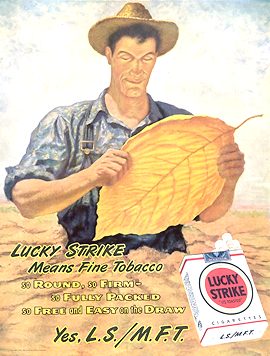 LUCKY STRIKE
Means Fine Tobacco
SO ROUND, SO FIRM-
SO FULLY PACKED
SO FREE and EASY on the DRAW
Yes, L.S./M.F.T.
LUCKY
STRIKE
CIGARETTES
L.S./M.F.T.